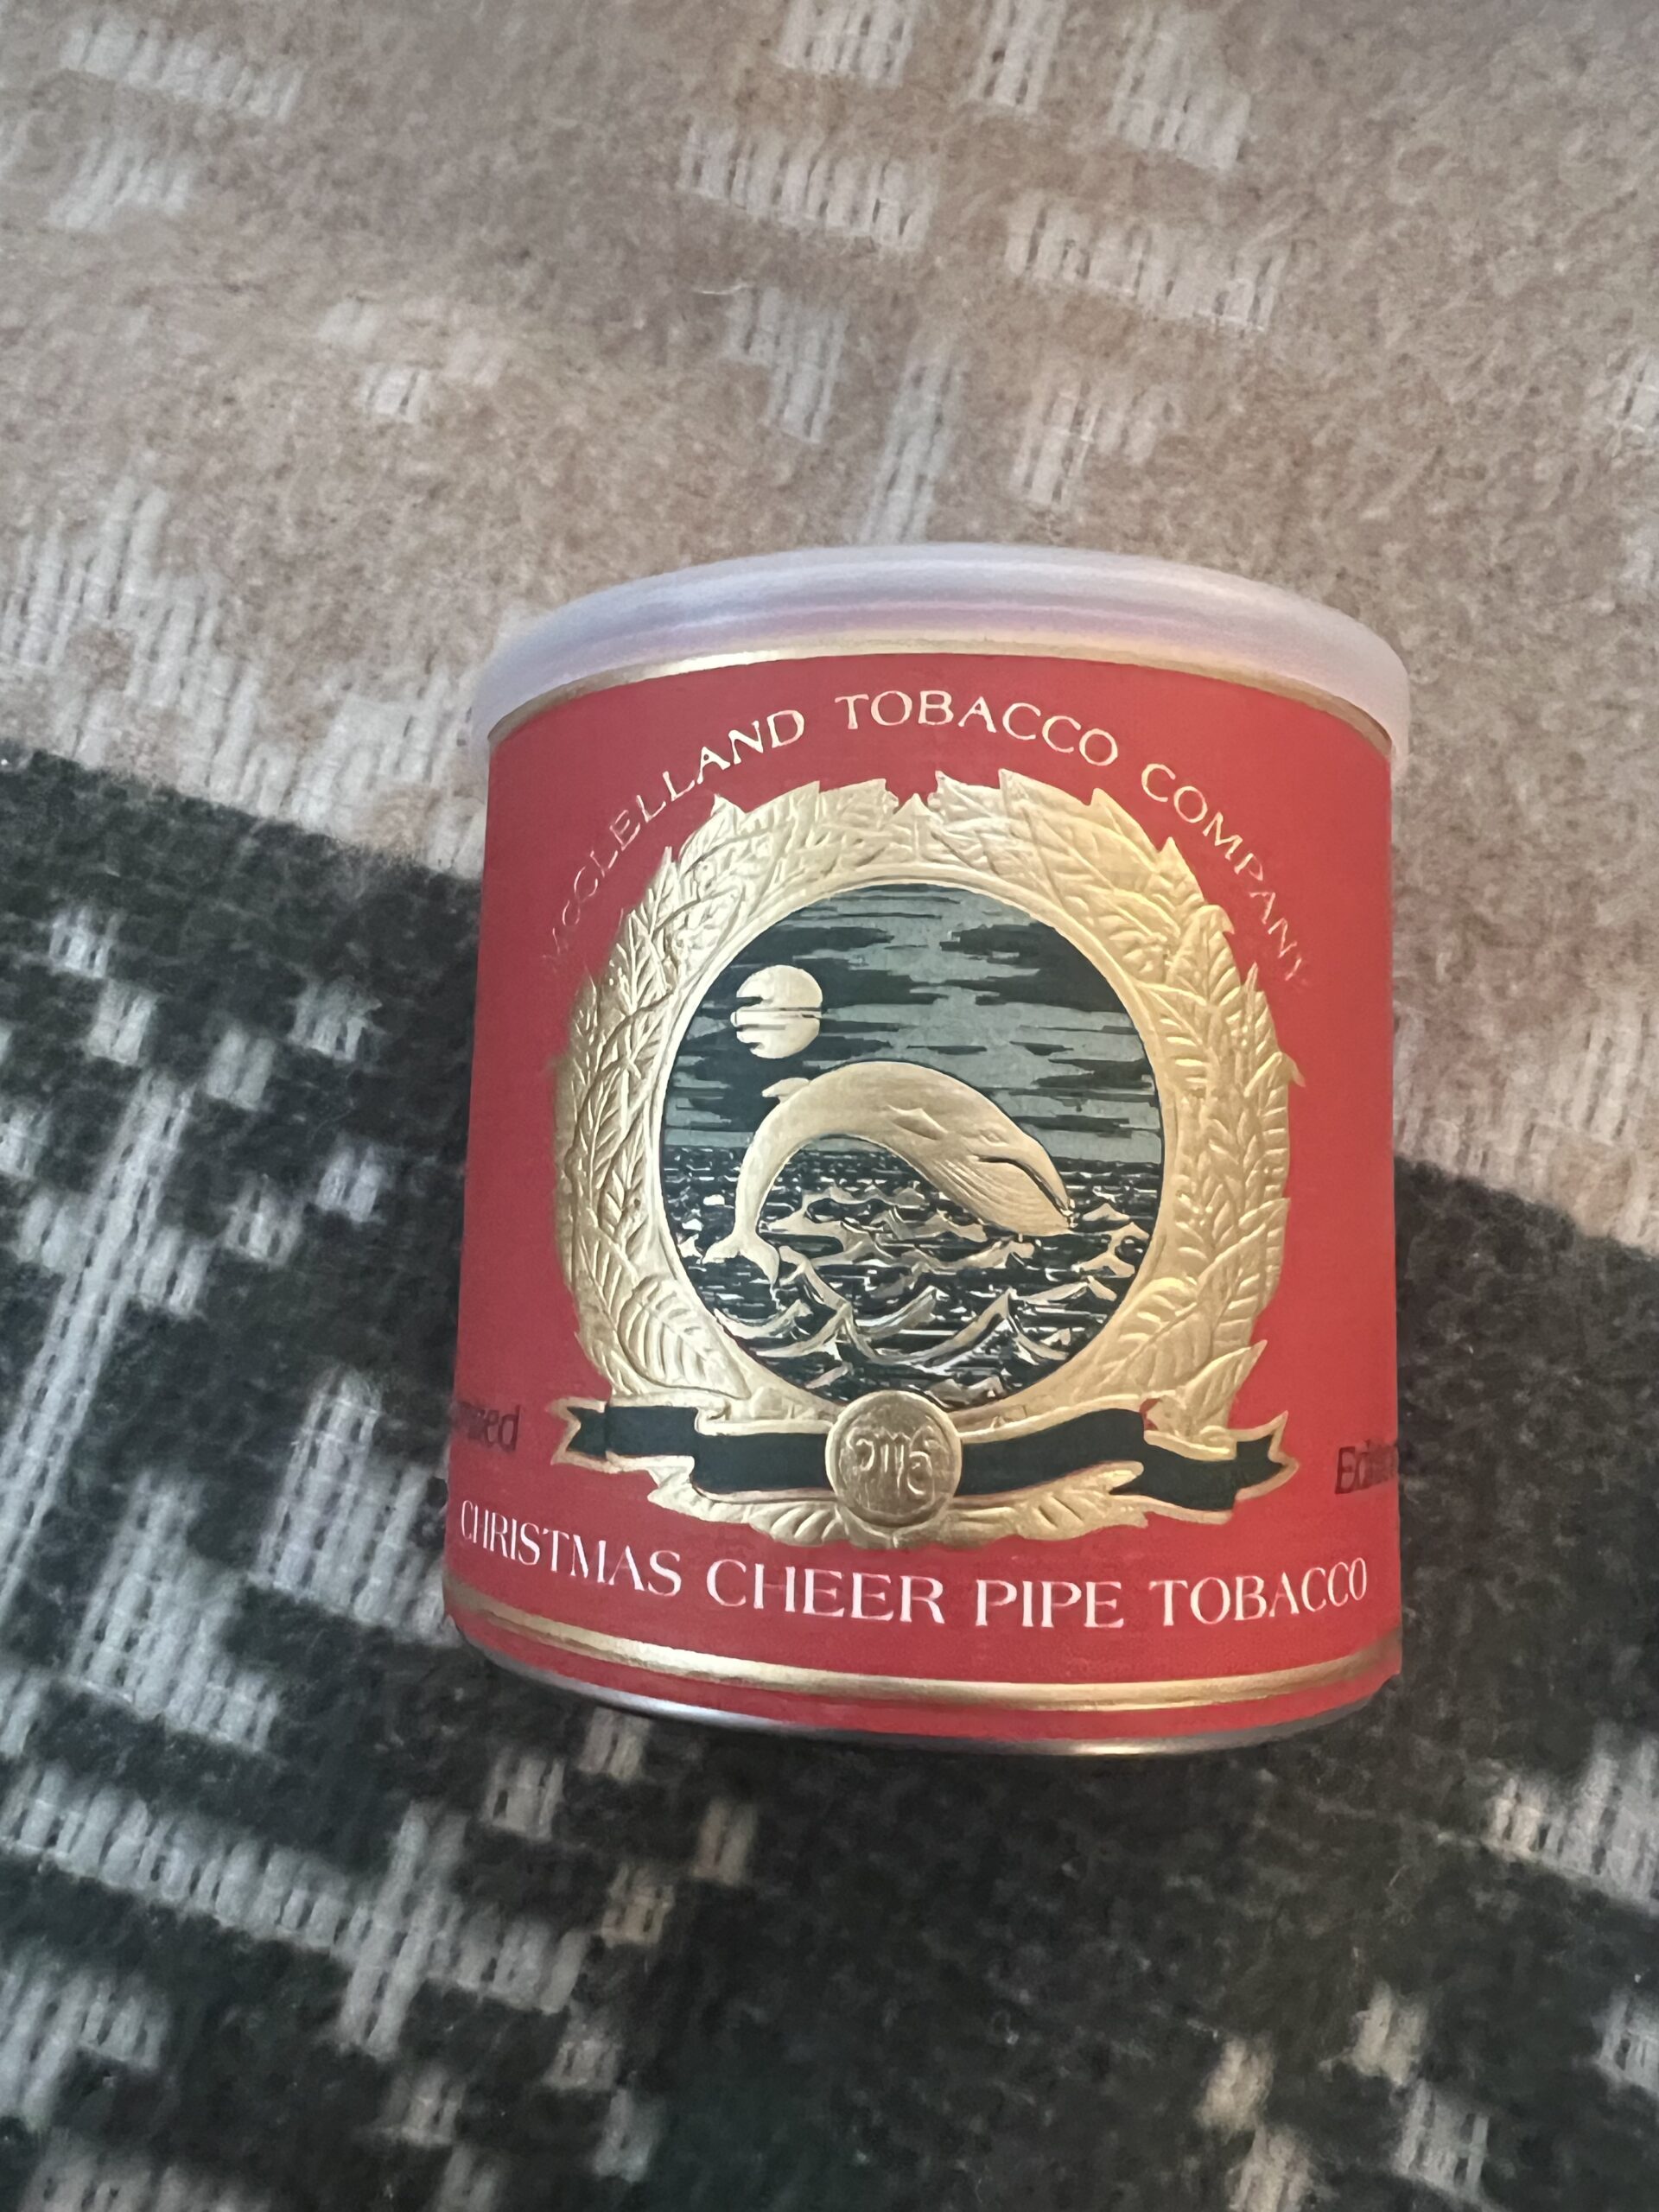 McCLELLAND TOBACCO COMPANY
CHRISTMAS CHEER PIPE TOBACCO